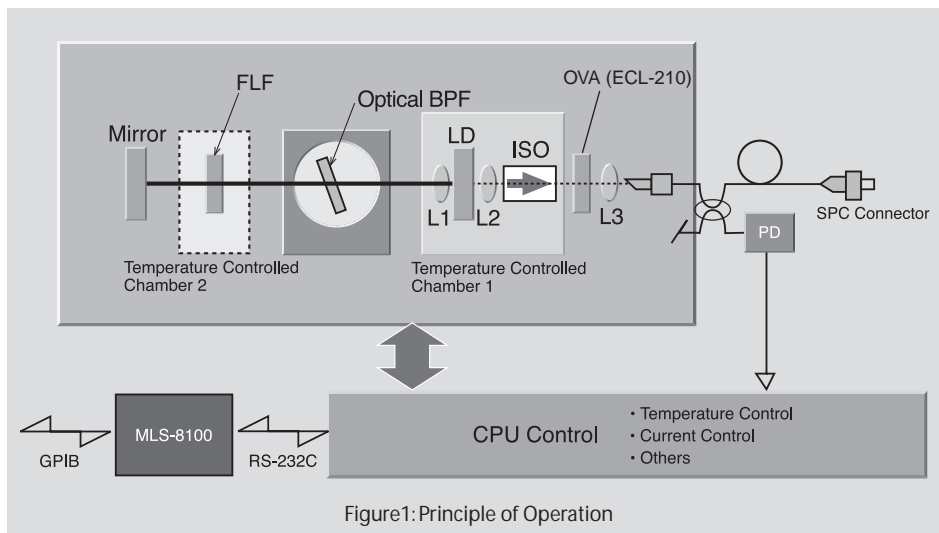 FLF
Optical BPF
OVA (ECL-210)
Mirror
LD
ISO
L1
L2
L3
SPC Connector
PD
Temperature Controlled
Chamber 2
Temperature Controlled
Chamber 1
MLS-8100
GPIB
RS-232C
CPU Control
• Temperature Control
• Current Control
• Others
Figure1: Principle of Operation